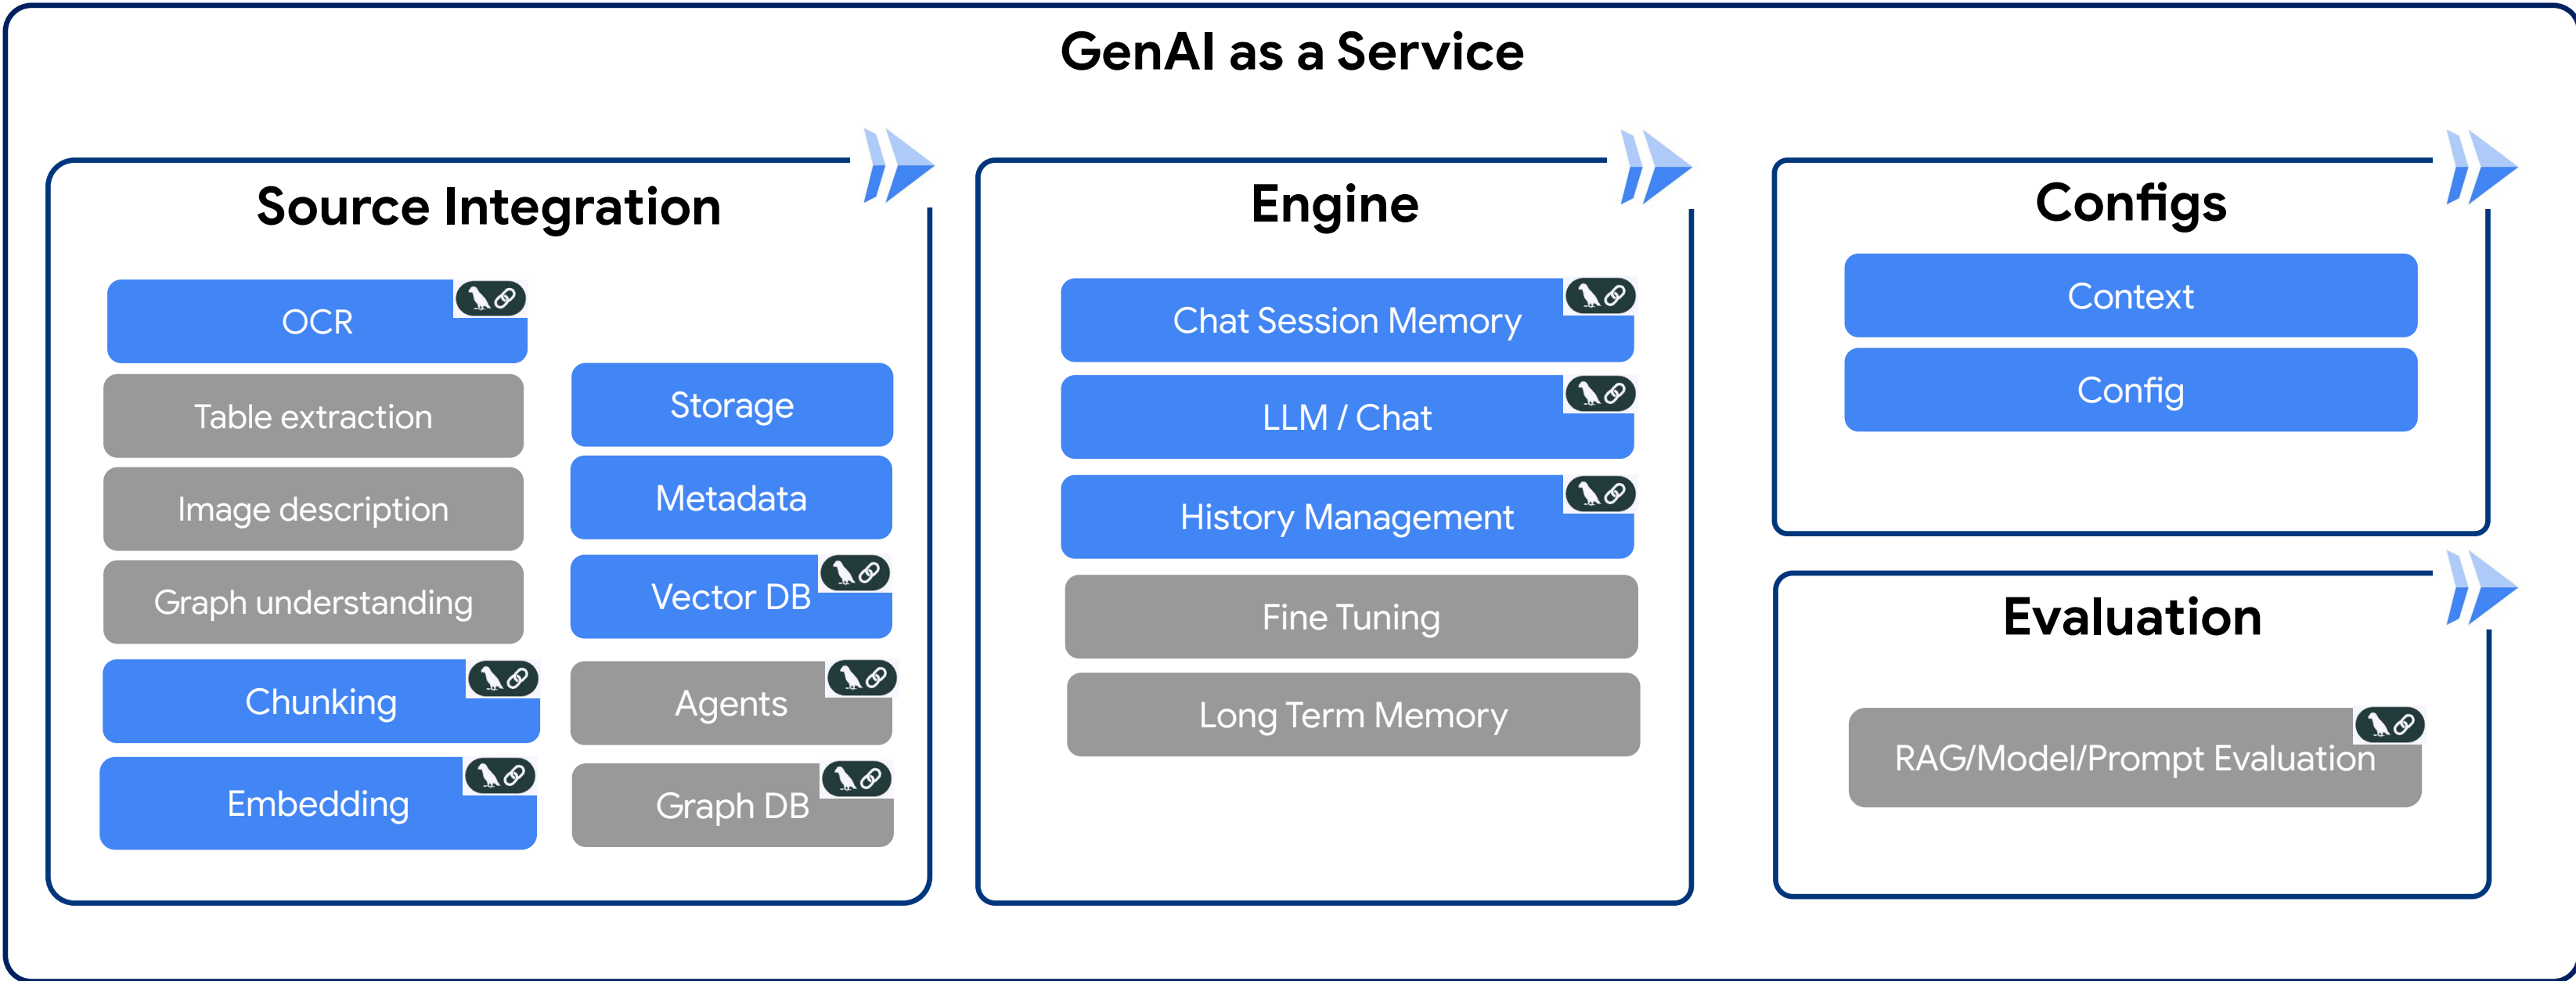 GenAI as a Service
Source Integration
OCR
Table extraction
Image description
Graph understanding
Chunking
Embedding
Storage
Metadata
Vector DB
Agents
Graph DB
Engine
Chat Session Memory
LLM / Chat
History Management
Fine Tuning
Long Term Memory
Configs
Context
Config
Evaluation
RAG/Model/Prompt Evaluation